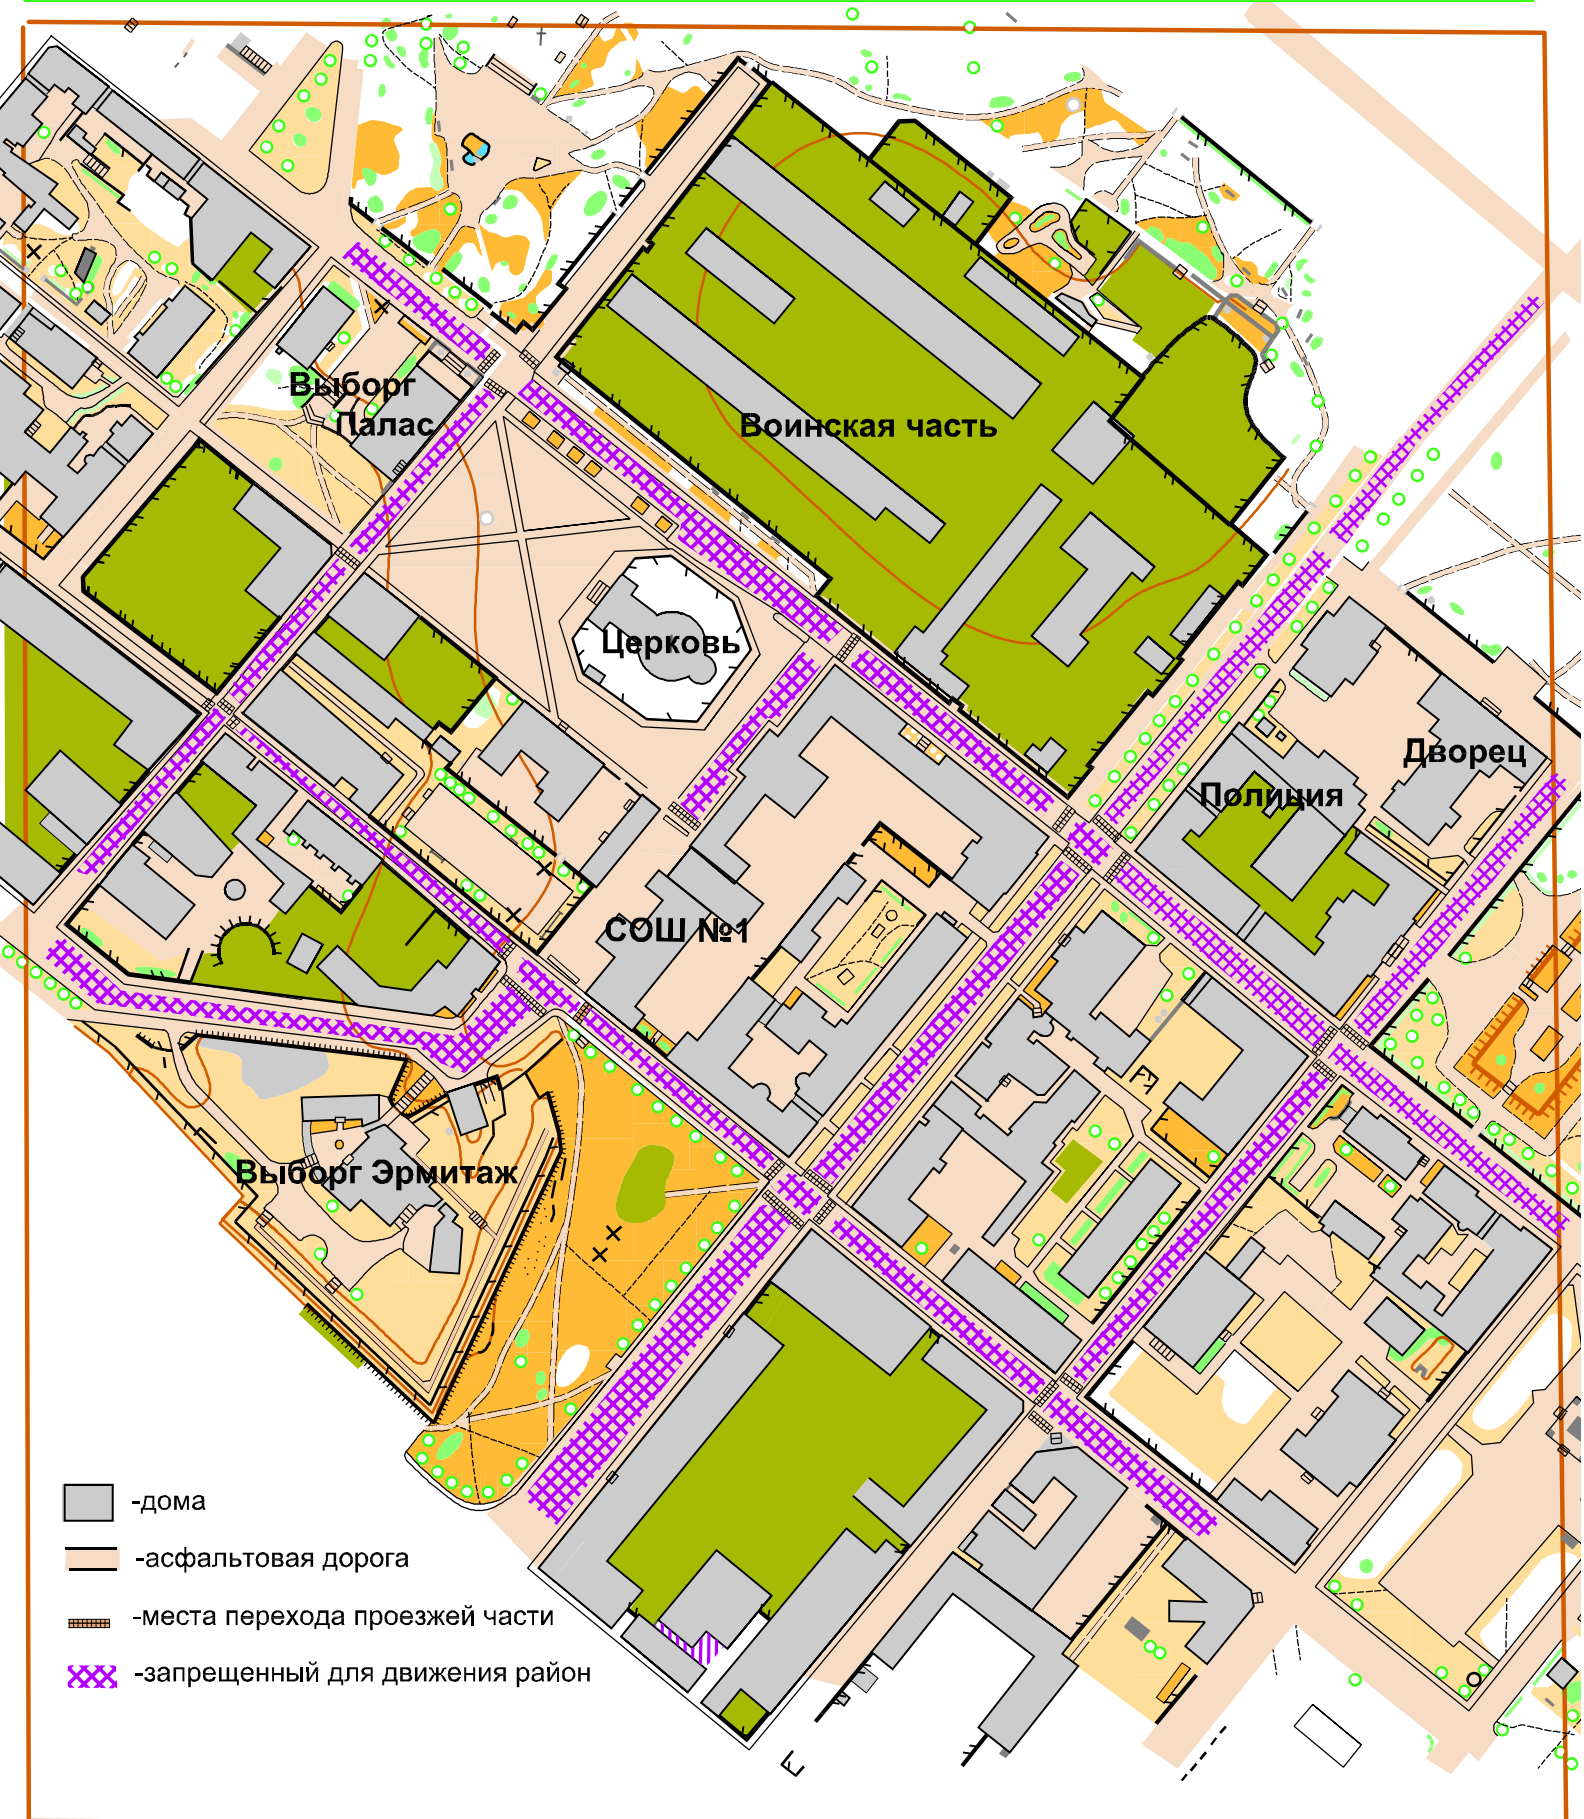 Выборг
Палас
Воинская часть
Церковь
Дворец
Полиция
СОШ №1
Выборг Эрмитаж
-дома
-асфальтовая дорога
-места перехода проезжей части
-запрещенный для движения район